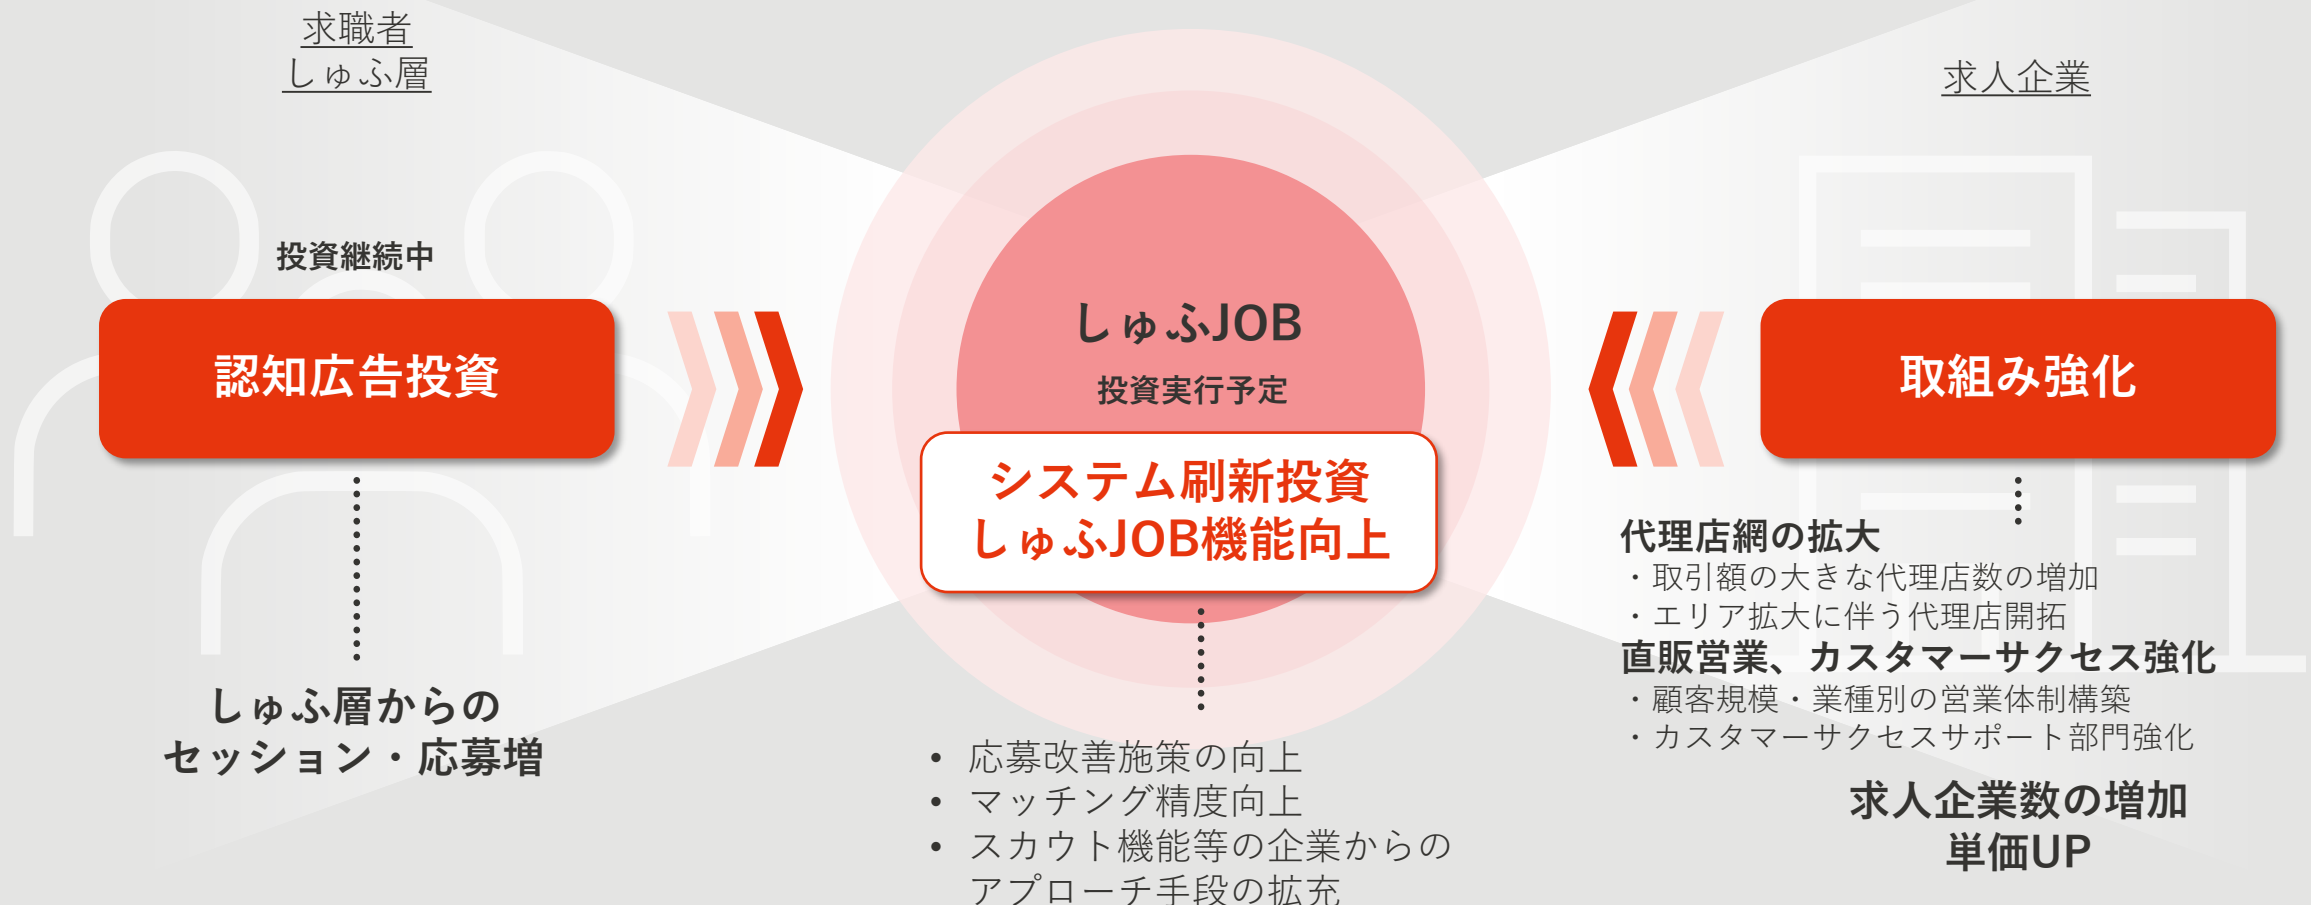 求職者
しゅふ層
投資継続中
認知広告投資
しゅふ層からの
セッション・応募増
しゅふJOB
投資実行予定
システム刷新投資
しゅふJOB機能向上
• 応募改善施策の向上
• マッチング精度向上
• スカウト機能等の企業からの
アプローチ手段の拡充
求人企業
取組み強化
代理店網の拡大
・取引額の大きな代理店数の増加
・エリア拡大に伴う代理店開拓
直販営業、カスタマーサクセス強化
・顧客規模・業種別の営業体制構築
・カスタマーサクセスサポート部門強化
求人企業数の増加
単価UP